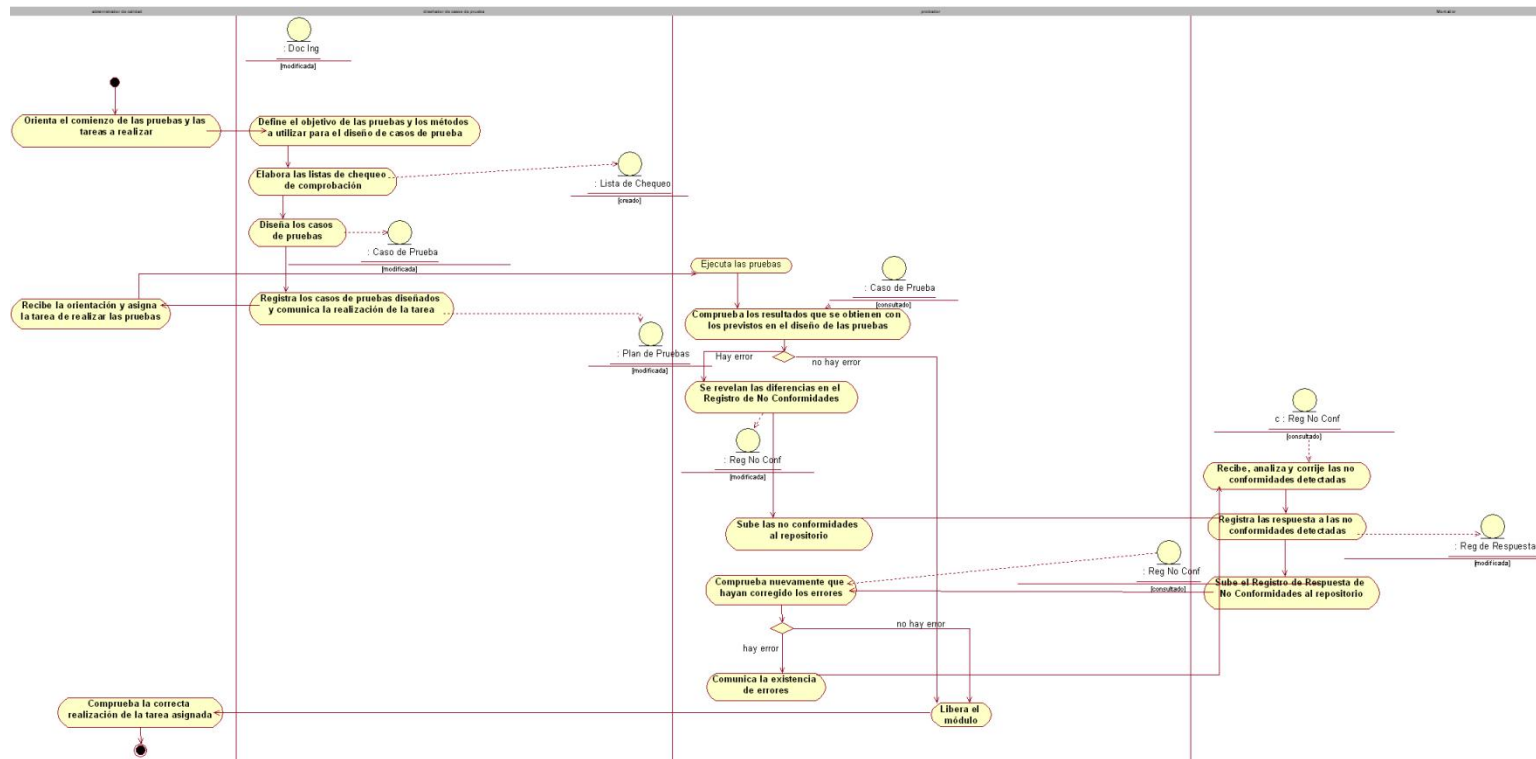 administrador de calidad
diseñador de casos de prueba
probador
: Doc Ing
[modificada]
Orienta el comienzo de las pruebas y las
tareas a realizar
Define el objetivo de las pruebas y los métodos
a utilizar para el diseño de casos de prueba
Elabora las listas de chequeo
de comprobación
: Lista de Chequeo
[creado]
Diseña los casos
de pruebas
: Caso de Prueba
[modificada]
Ejecuta las pruebas
: Caso de Prueba
[consultado]
Recibe la orientación y asigna
la tarea de realizar las pruebas
Registra los casos de pruebas diseñados
y comunica la realización de la tarea
Comprueba los resultados que se obtienen con
los previstos en el diseño de las pruebas
: Plan de Pruebas
[modificada]
Hay error
no hay error
Se revelan las diferencias en el
Registro de No Conformidades
: Reg No Conf
[modificada]
c : Reg No Conf
[consultado]
Recibe, analiza y corrije las no
conformidades detectadas
Sube las no conformidades
al repositorio
Registra las respuesta a las no
conformidades detectadas
: Reg de Respuesta
[modificada]
: Reg No Conf
[consultado]
Comprueba nuevamente que
hayan corregido los errores
Sube el Registro de Respuesta de
No Conformidades al repositorio
no hay error
hay error
Comunica la existencia
de errores
Comprueba la correcta
realización de la tarea asignada
Libera el
módulo